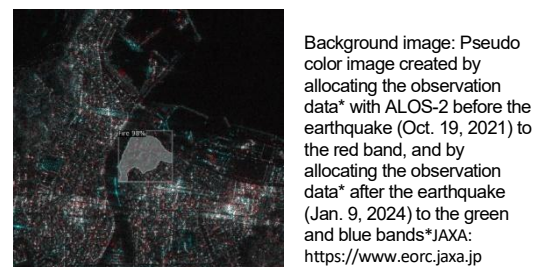 Fire 98%
Background image: Pseudo
color image created by
allocating the observation
data* with ALOS-2 before the
earthquake (Oct. 19, 2021) to
the red band, and by
allocating the observation
data* after the earthquake
(Jan. 9, 2024) to the green
and blue bands*JAXA:
https://www.eorc.jaxa.jp